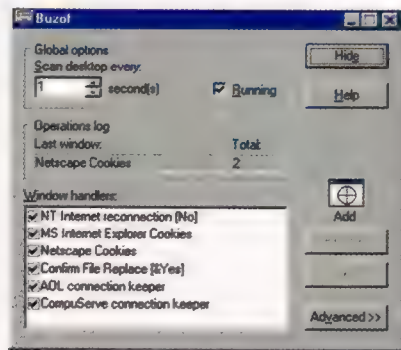 Buzof
Global options
Scan desktop every:
1 second(s)
Running
Hide
Help
Operations log
Last window: Total:
Netscape Cookies 2
Window handlers:
NT Internet reconnection [No]
MS Internet Explorer Cookies
Netscape Cookies
Confirm File Replace [&Yes]
AOL connection keeper
CompuServe connection keeper
Add
Advanced >>